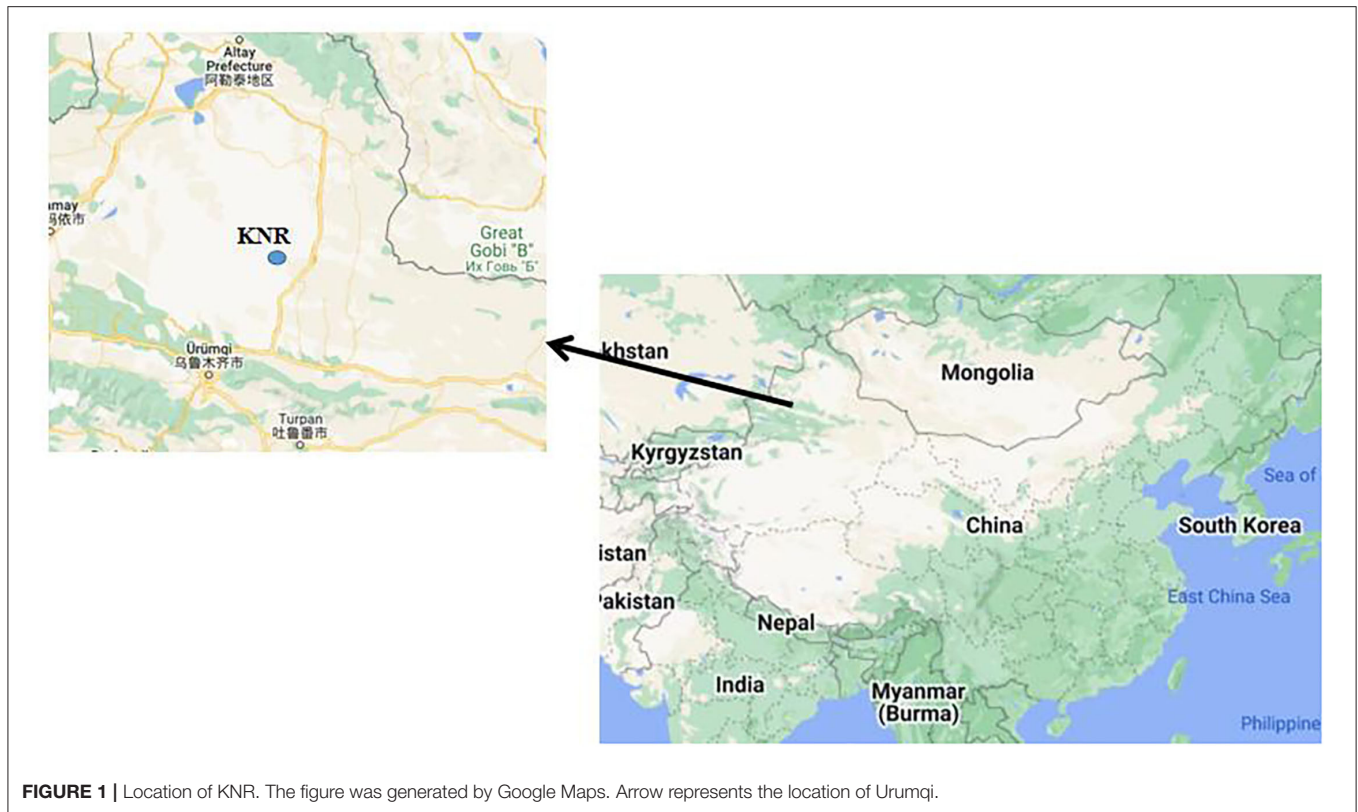 Altay
Prefecture
阿勒泰地区
amay
玛依市
KNR
Great
Gobi "B"
Их Говь "Б"
Ürümqi
乌鲁木齐市
Turpan
吐鲁番市
khstan
Mongolia
Kyrgyzstan
Sea of
China
South Korea
istan
Pakistan
East China Sea
Nepal
India
Myanmar
(Burma)
Philippine
FIGURE 1 | Location of KNR. The figure was generated by Google Maps. Arrow represents the location of Urumqi.